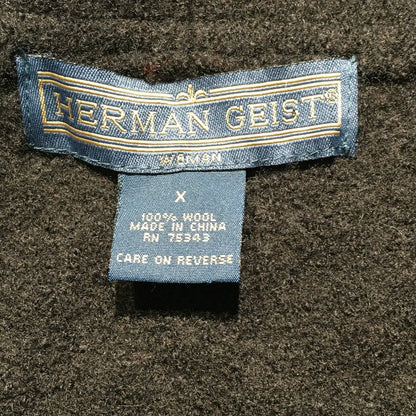 HERMAN GEIST®
WOMAN
X
100% WOOL
MADE IN CHINA
RN 75343
CARE ON REVERSE